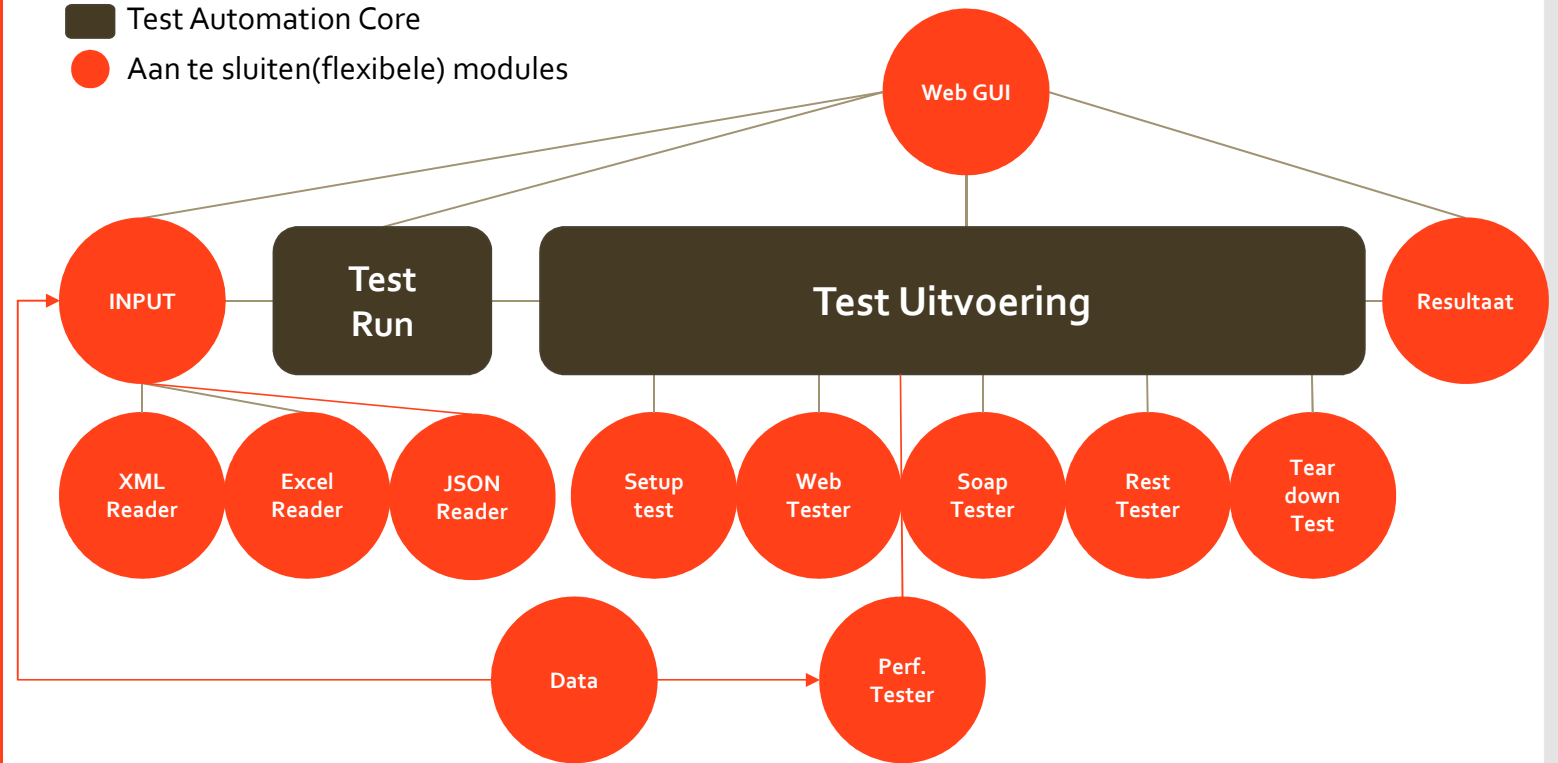 Test Automation Core
Aan te sluiten(flexibele) modules
Web GUI
INPUT
Test
Run
Test Uitvoering
Resultaat
XML
Reader
Excel
Reader
JSON
Reader
Setup
test
Web
Tester
Soap
Tester
Rest
Tester
Tear
down
Test
Data
Perf.
Tester